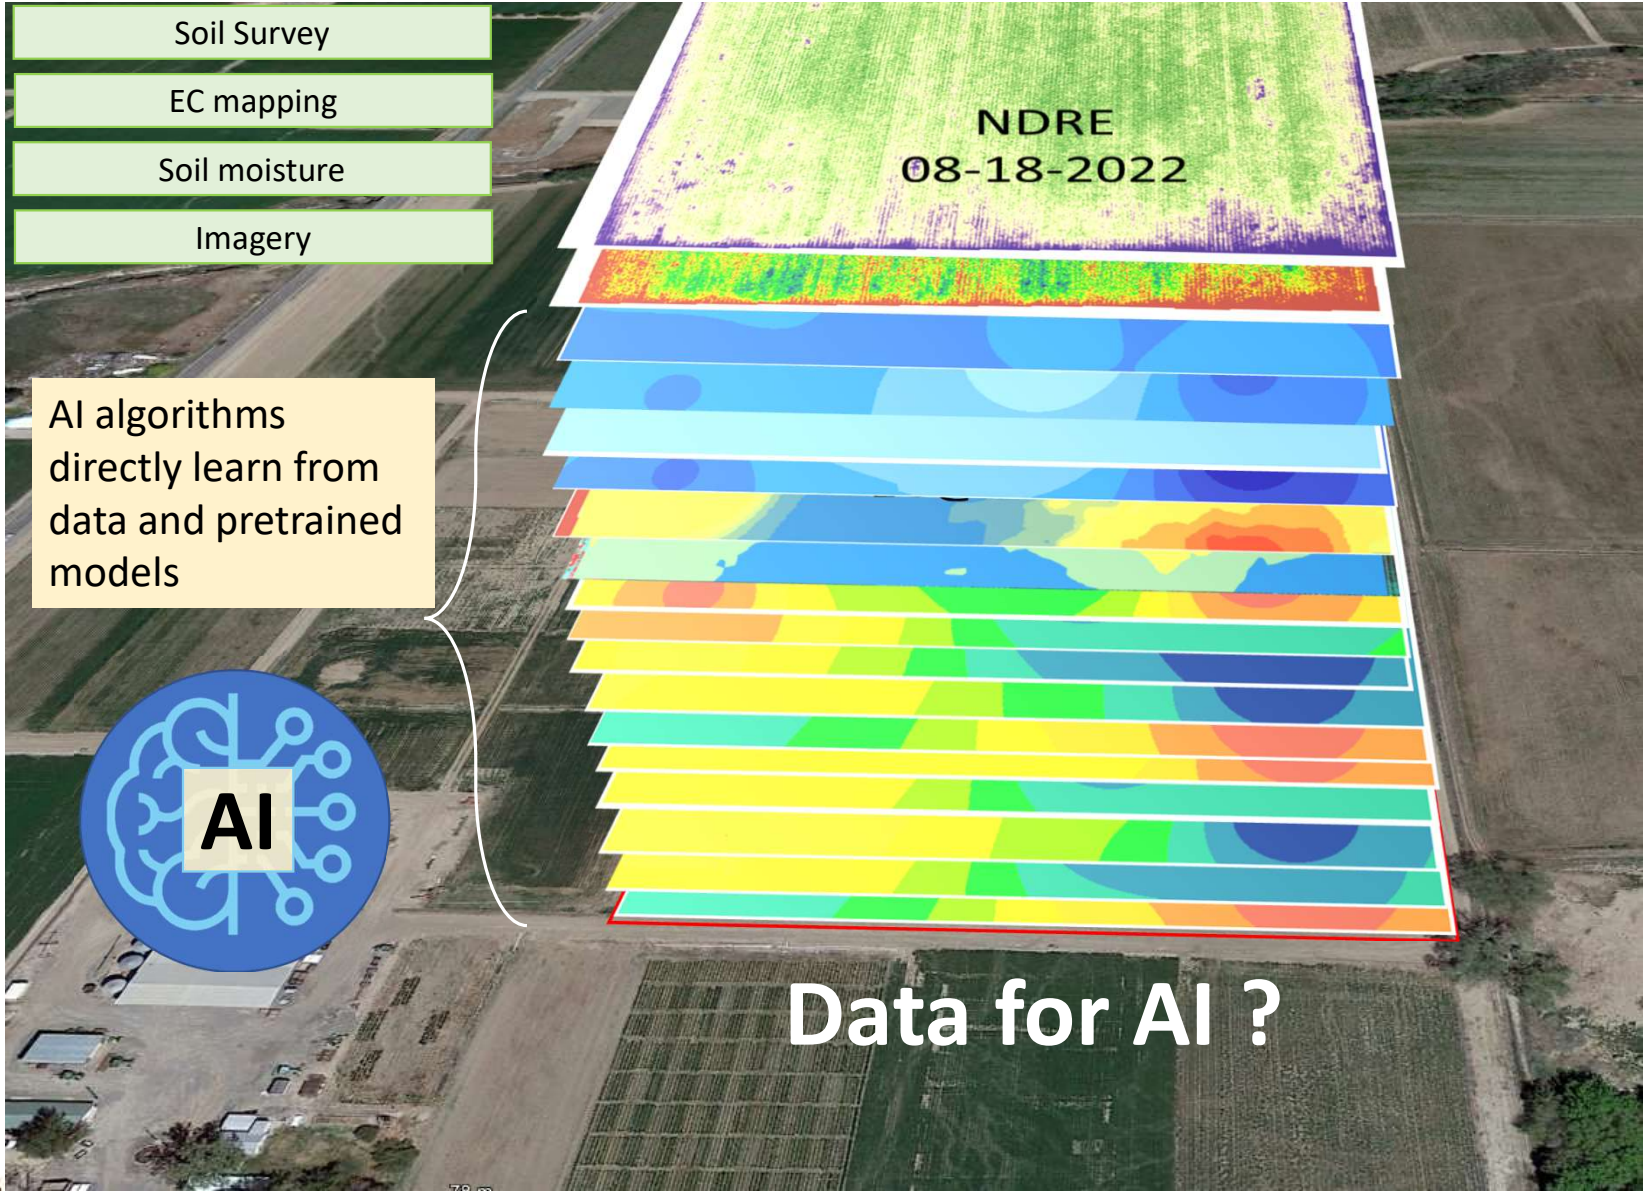 Soil Survey
EC mapping
Soil moisture
Imagery
NDRE
08-18-2022
AI algorithms
directly learn from
data and pretrained
models
AI
Data for AI ?